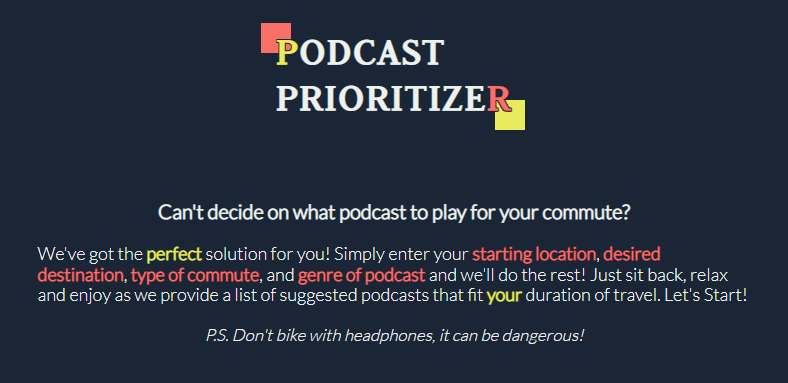 PODCAST
PRIORITIZER
Can't decide on what podcast to play for your commute?
We've got the perfect solution for you! Simply enter your starting location, desired
destination, type of commute, and genre of podcast and we'll do the rest! Just sit back, relax
and enjoy as we provide a list of suggested podcasts that fit your duration of travel. Let's Start!
P.S. Don't bike with headphones, it can be dangerous!